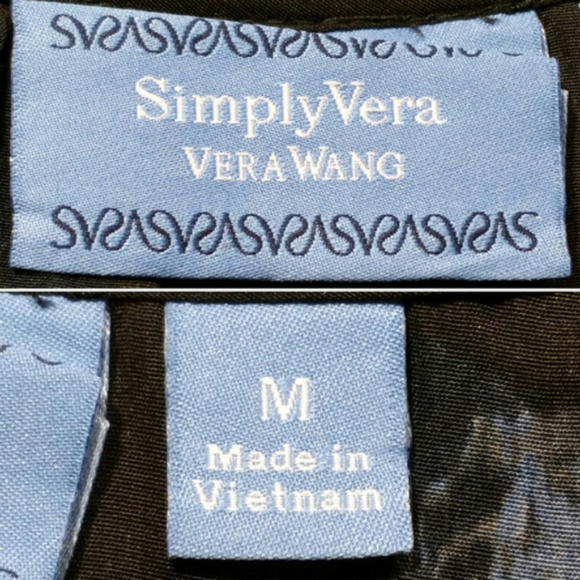 SimplyVera
VERA WANG
M
Made in
Vietnam